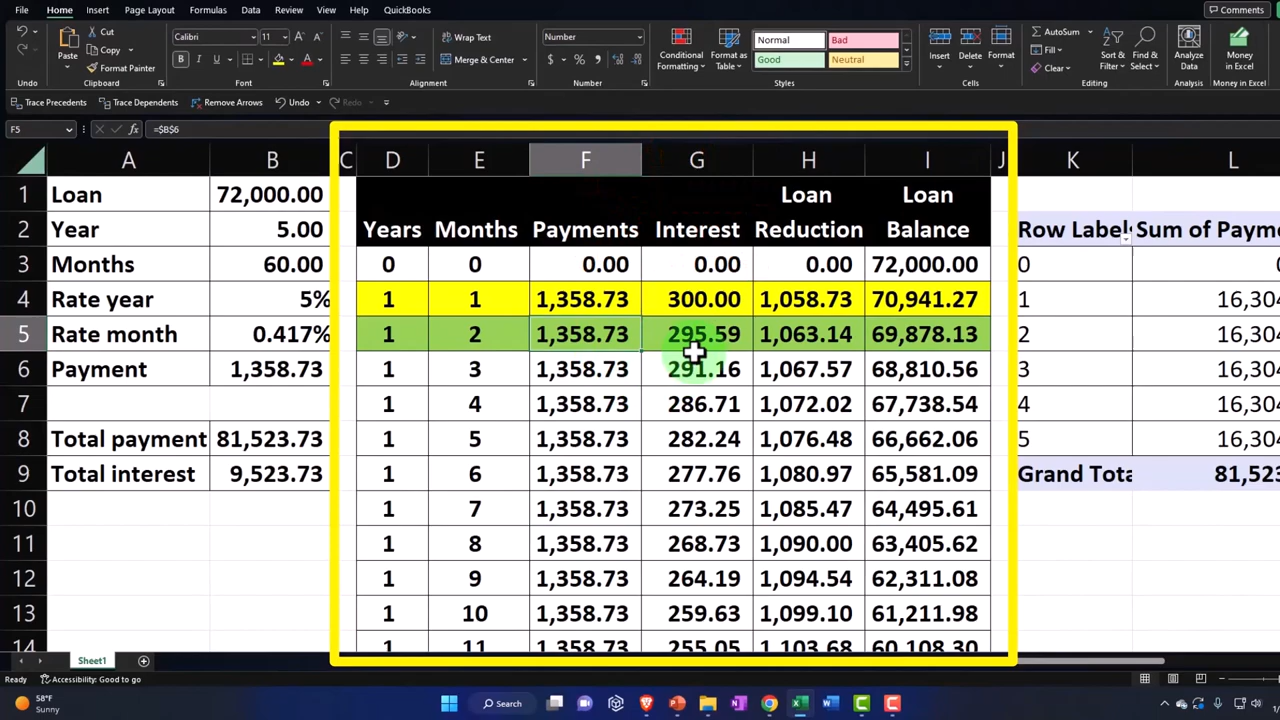 File Home Insert Page Layout Formulas Data Review View Help QuickBooks Comments
Cut Calibri 11 Wrap Text Number Normal Bad AutoSum
Copy Fill
Paste Format Painter B I U Merge & Center $ % Conditional Formatting Format as Table Good Neutral Insert Delete Format Clear Sort & Filter Find & Select Analyze Data Money in Excel
Undo Clipboard Font Alignment Number Styles Cells Editing Analysis Money in Excel
Trace Precedents Trace Dependents Remove Arrows Undo Redo
F5 fx =$B$6
A B C D E F G H I J K L
1 Loan 72,000.00 Loan Loan
2 Year 5.00 Years Months Payments Interest Reduction Balance Row Label Sum of Paym
3 Months 60.00 0 0 0.00 0.00 0.00 72,000.00 0
4 Rate year 5% 1 1 1,358.73 300.00 1,058.73 70,941.27 1 16,304
5 Rate month 0.417% 1 2 1,358.73 295.59 1,063.14 69,878.13 2 16,304
6 Payment 1,358.73 1 3 1,358.73 291.16 1,067.57 68,810.56 3 16,304
7 1 4 1,358.73 286.71 1,072.02 67,738.54 4 16,304
8 Total payment 81,523.73 1 5 1,358.73 282.24 1,076.48 66,662.06 5 16,304
9 Total interest 9,523.73 1 6 1,358.73 277.76 1,080.97 65,581.09 Grand Tota 81,523
10 1 7 1,358.73 273.25 1,085.47 64,495.61
11 1 8 1,358.73 268.73 1,090.00 63,405.62
12 1 9 1,358.73 264.19 1,094.54 62,311.08
13 1 10 1,358.73 259.63 1,099.10 61,211.98
14 1 11 1,358.73 255.05 1,103.68 60,108.30
Sheet1
Ready Accessibility: Good to go
58°F
Sunny Search